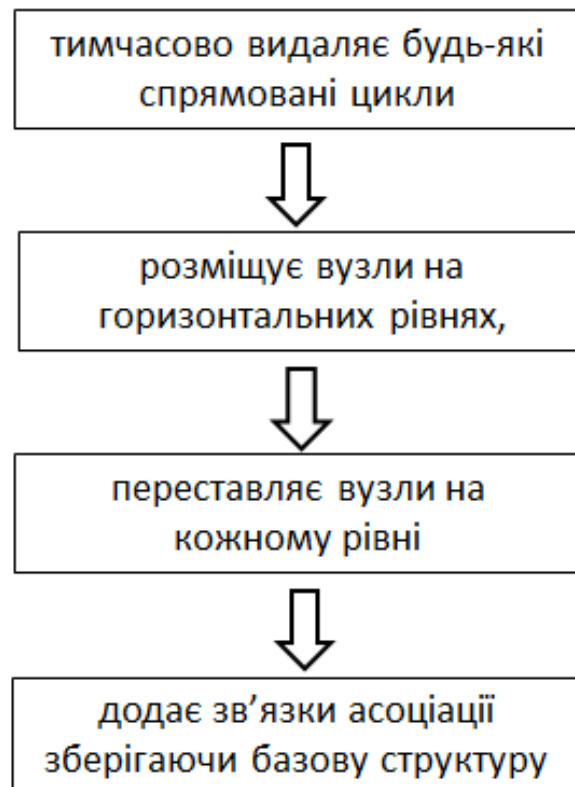 тимчасово видаляє будь-які
спрямовані цикли
розміщує вузли на
горизонтальних рівнях,
переставляє вузли на
кожному рівні
додає зв’язки асоціації
зберігаючи базову структуру